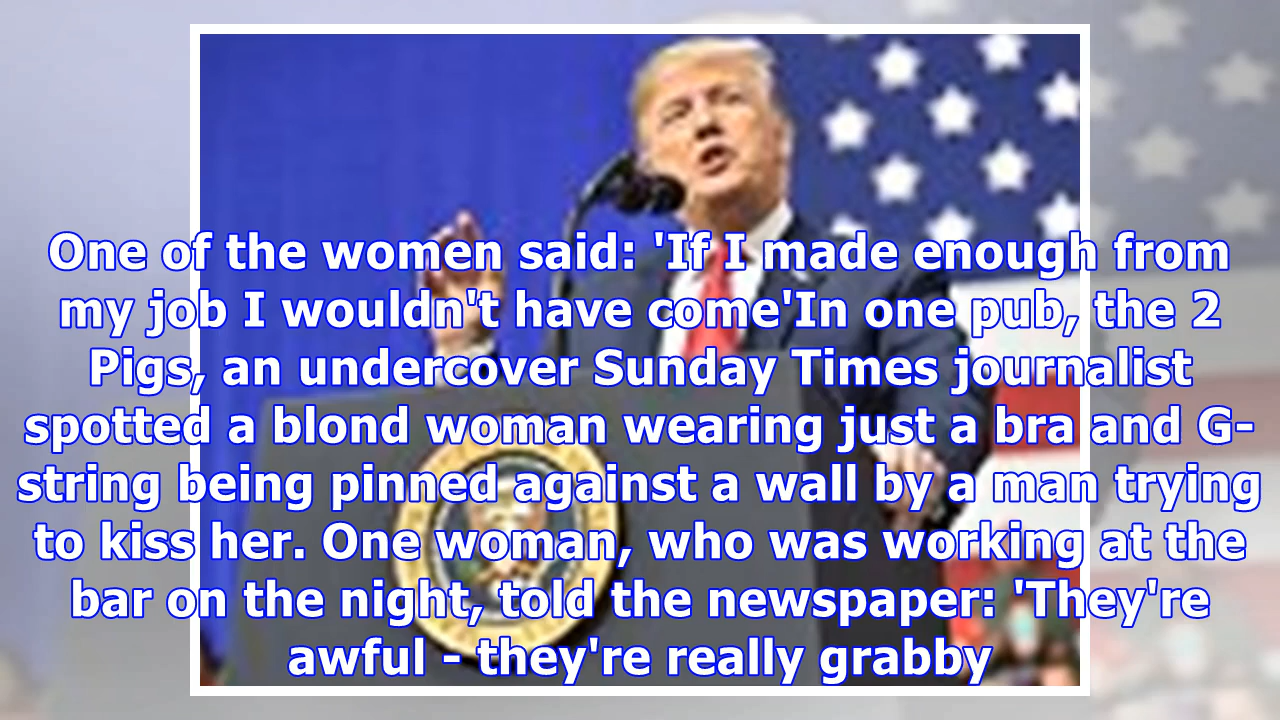 One of the women said: 'If I made enough from
my job I wouldn't have come'In one pub, the 2
Pigs, an undercover Sunday Times journalist
spotted a blond woman wearing just a bra and G-
string being pinned against a wall by a man trying
to kiss her. One woman, who was working at the
bar on the night, told the newspaper: 'They're
awful - they're really grabby